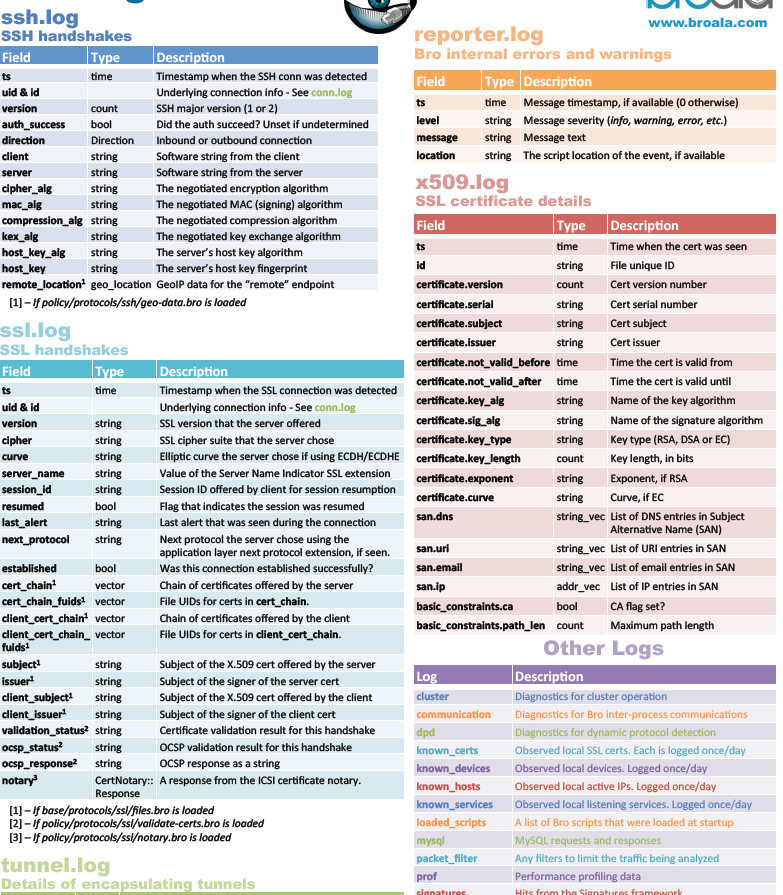 ssh.log
SSH handshakes
Field Type Description
ts time Timestamp when the SSH conn was detected
uid & id Underlying connection info - See conn.log
version count SSH major version (1 or 2)
auth_success bool Did the auth succeed? Unset if undetermined
direction Direction Inbound or outbound connection
client string Software string from the client
server string Software string from the server
cipher_alg string The negotiated encryption algorithm
mac_alg string The negotiated MAC (signing) algorithm
compression_alg string The negotiated compression algorithm
kex_alg string The negotiated key exchange algorithm
host_key_alg string The server's host key algorithm
host_key string The server's host key fingerprint
remote_location¹ geo_location GeoIP data for the "remote" endpoint
[1] – If policy/protocols/ssh/geo-data.bro is loaded
ssl.log
SSL handshakes
Field Type Description
ts time Timestamp when the SSL connection was detected
uid & id Underlying connection info - See conn.log
version string SSL version that the server offered
cipher string SSL cipher suite that the server chose
curve string Elliptic curve the server chose if using ECDH/ECDHE
server_name string Value of the Server Name Indicator SSL extension
session_id string Session ID offered by client for session resumption
resumed bool Flag that indicates the session was resumed
last_alert string Last alert that was seen during the connection
next_protocol string Next protocol the server chose using the
application layer next protocol extension, if seen.
established bool Was this connection established successfully?
cert_chain¹ vector Chain of certificates offered by the server
cert_chain_fuids¹ vector File UIDs for certs in cert_chain.
client_cert_chain¹ vector Chain of certificates offered by the client
client_cert_chain_ vector File UIDs for certs in client_cert_chain.
fuids¹
subject¹ string Subject of the X.509 cert offered by the server
issuer¹ string Subject of the signer of the server cert
client_subject¹ string Subject of the X.509 cert offered by the client
client_issuer¹ string Subject of the signer of the client cert
validation_status² string Certificate validation result for this handshake
ocsp_status² string OCSP validation result for this handshake
ocsp_response² string OCSP response as a string
notary³ CertNotary:: A response from the ICSI certificate notary.
Response
[1] – If base/protocols/ssl/files.bro is loaded
[2] – If policy/protocols/ssl/validate-certs.bro is loaded
[3] – If policy/protocols/ssl/notary.bro is loaded
tunnel.log
Details of encapsulating tunnels
www.broala.com
reporter.log
Bro internal errors and warnings
Field Type Description
ts time Message timestamp, if available (0 otherwise)
level string Message severity (info, warning, error, etc.)
message string Message text
location string The script location of the event, if available
x509.log
SSL certificate details
Field Type Description
ts time Time when the cert was seen
id string File unique ID
certificate.version count Cert version number
certificate.serial string Cert serial number
certificate.subject string Cert subject
certificate.issuer string Cert issuer
certificate.not_valid_before time Time the cert is valid from
certificate.not_valid_after time Time the cert is valid until
certificate.key_alg string Name of the key algorithm
certificate.sig_alg string Name of the signature algorithm
certificate.key_type string Key type (RSA, DSA or EC)
certificate.key_length count Key length, in bits
certificate.exponent string Exponent, if RSA
certificate.curve string Curve, if EC
san.dns string_vec List of DNS entries in Subject
Alternative Name (SAN)
san.uri string_vec List of URI entries in SAN
san.email string_vec List of email entries in SAN
san.ip addr_vec List of IP entries in SAN
basic_constraints.ca bool CA flag set?
basic_constraints.path_len count Maximum path length
Other Logs
Log Description
cluster Diagnostics for cluster operation
communication Diagnostics for Bro inter-process communications
dpd Diagnostics for dynamic protocol detection
known_certs Observed local SSL certs. Each is logged once/day
known_devices Observed local devices. Logged once/day
known_hosts Observed local active IPs. Logged once/day
known_services Observed local listening services. Logged once/day
loaded_scripts A list of Bro scripts that were loaded at startup
mysql MySQL requests and responses
packet_filter Any filters to limit the traffic being analyzed
prof Performance profiling data
signatures Hits from the Signatures framework